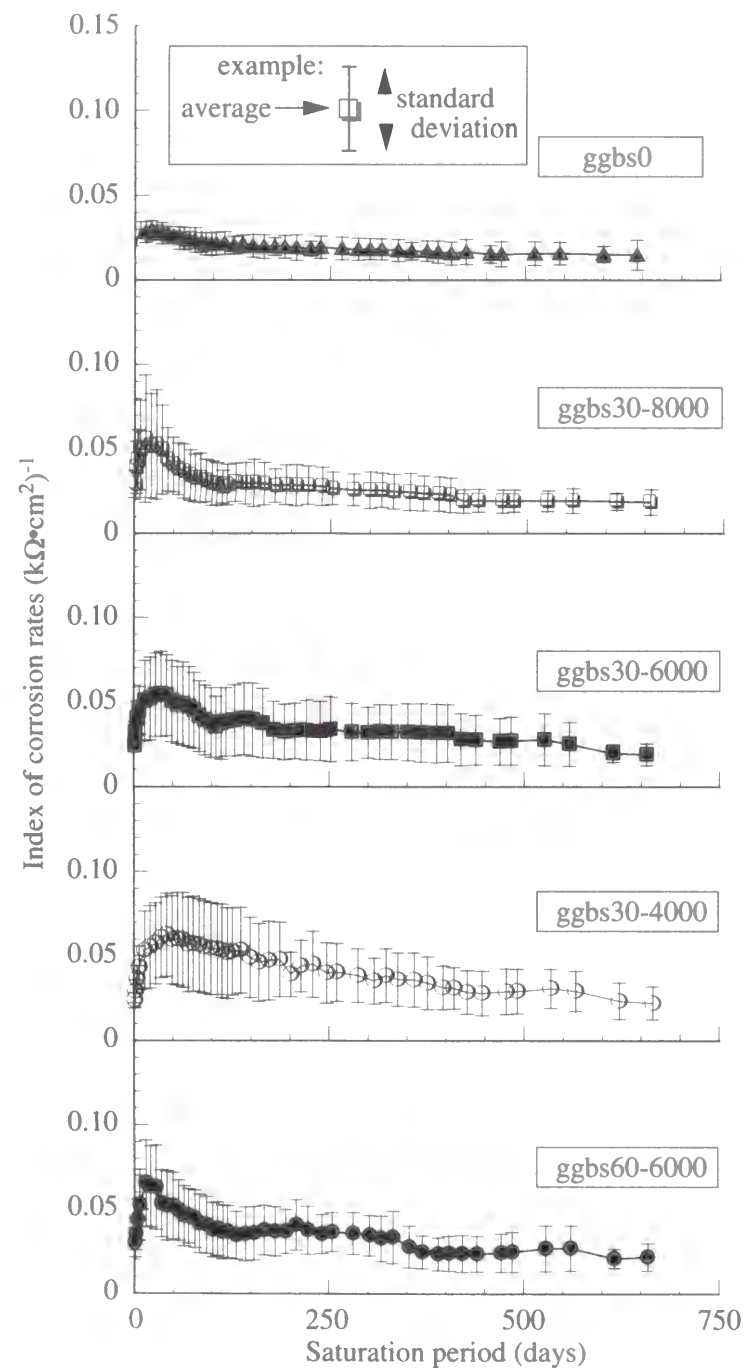 0.15
example:
average
standard
deviation
0.10
ggbs0
0.05
0
0.10
ggbs30-8000
0.05
0
0.10
ggbs30-6000
0.05
0
0.10
ggbs30-4000
0.05
0
0.10
ggbs60-6000
0.05
0
Index of corrosion rates (kΩ•cm²)⁻¹
0 250 500 750
Saturation period (days)